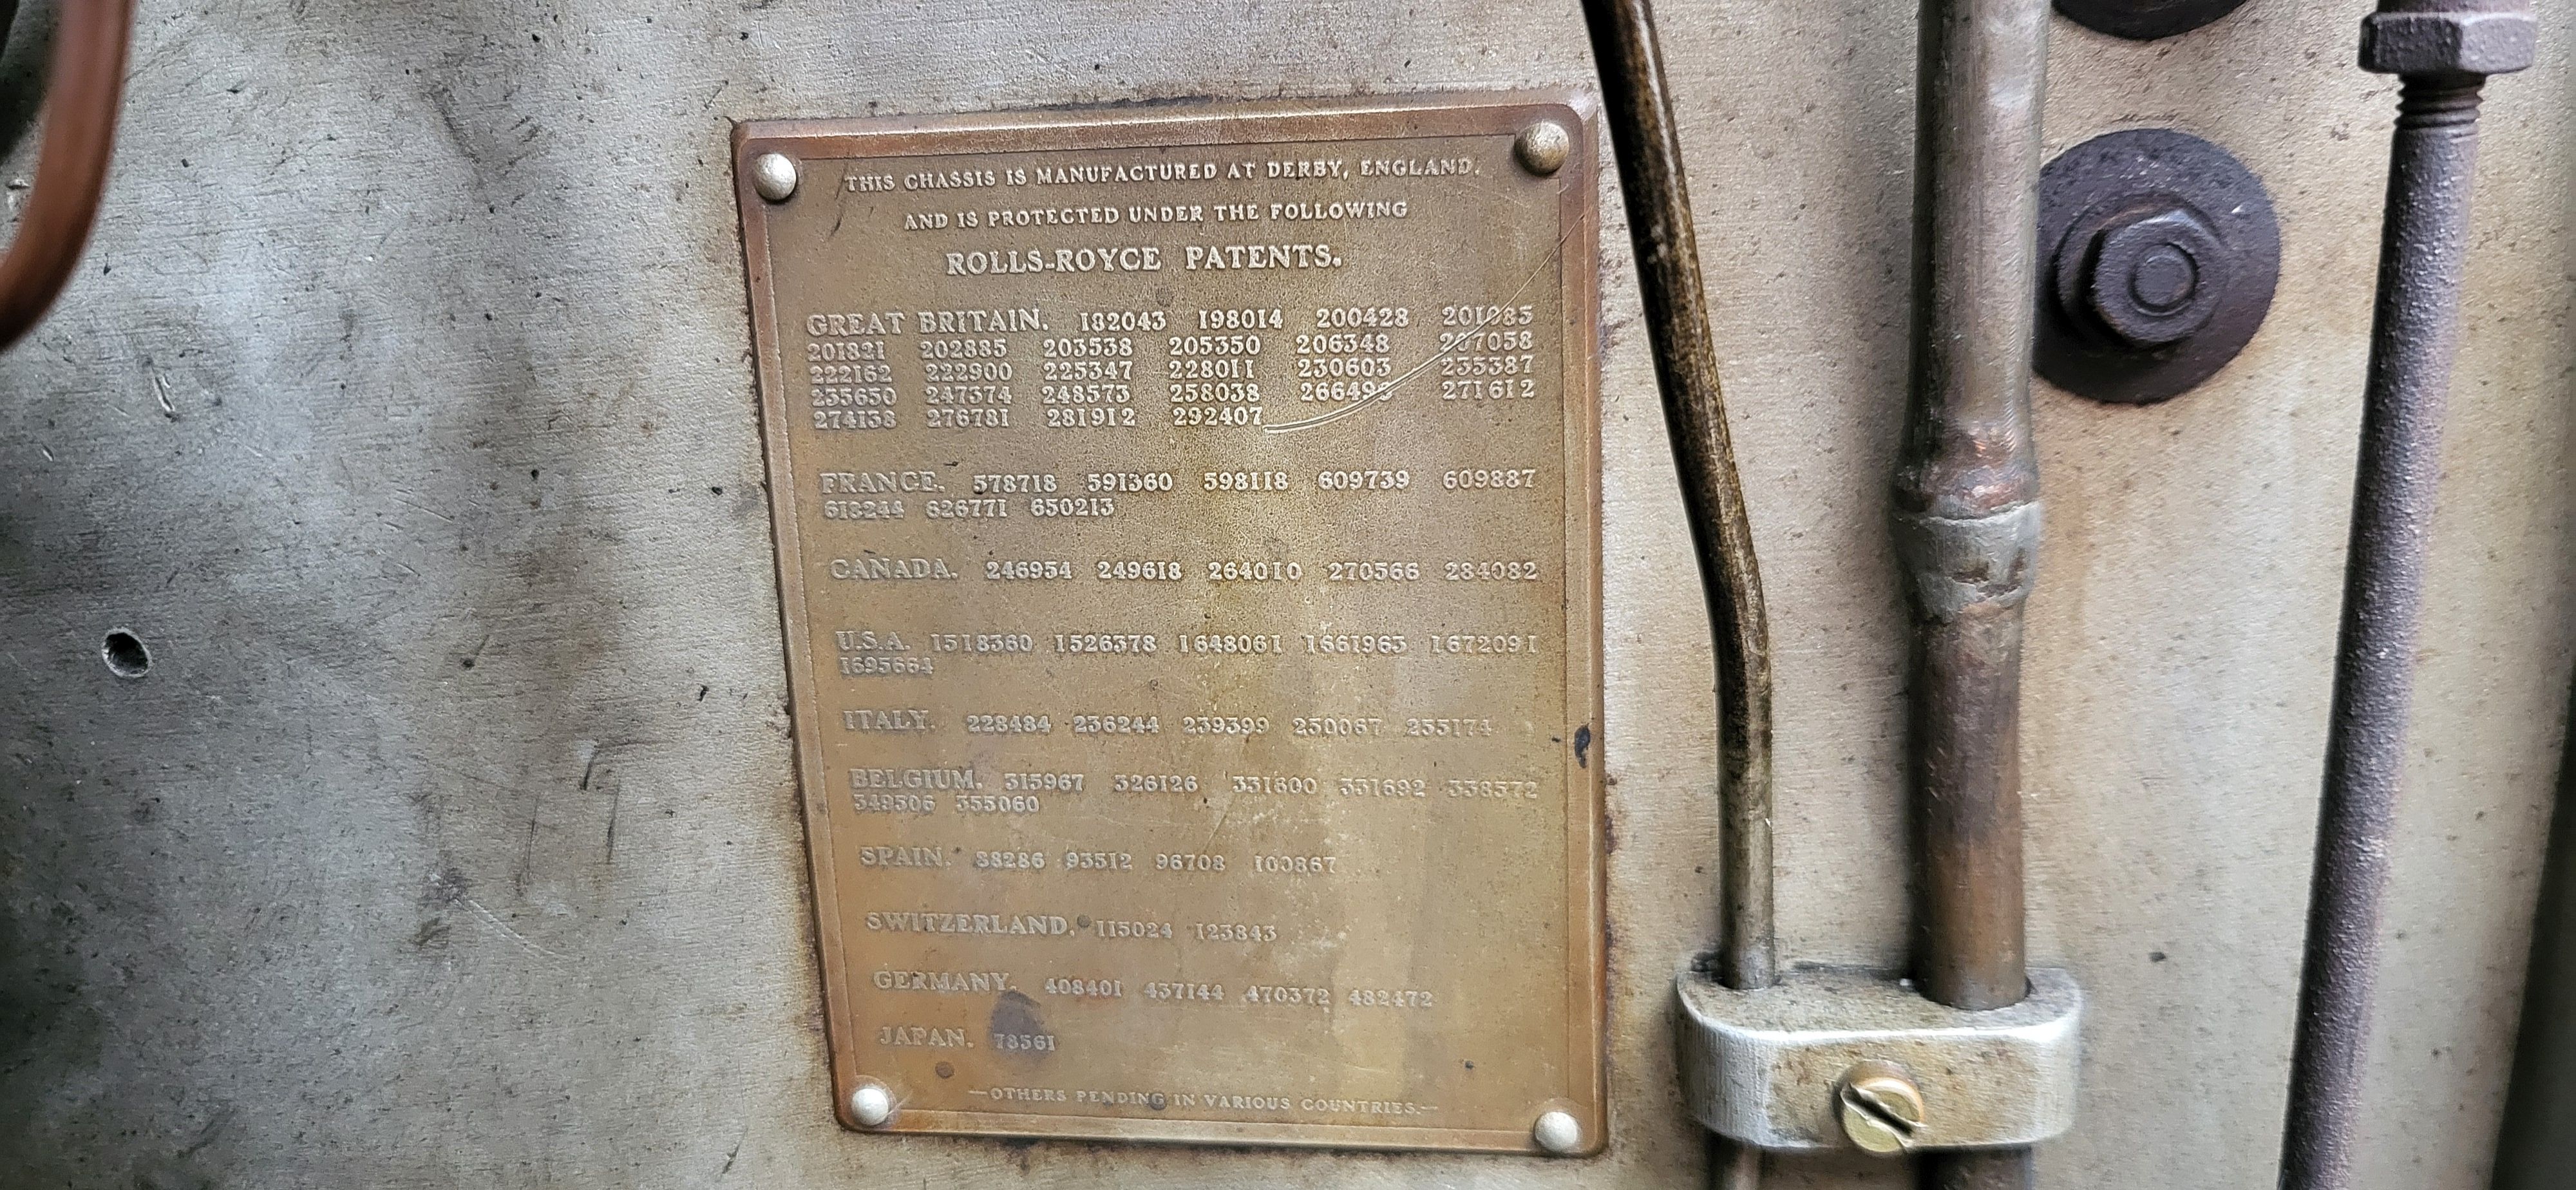 THIS CHASSIS IS MANUFACTURED AT DERBY, ENGLAND.
AND IS PROTECTED UNDER THE FOLLOWING
ROLLS-ROYCE PATENTS.
GREAT BRITAIN. 182043 198014 200428
201821 202885 203538 205350 206348 207058
222162 222900 225347 228011 230603 235387
235650 247374 248573 258038 271612
274138 276781 281912 292407
FRANCE. 578718 591360 598118 609739 609887
613244 626771 650213
CANADA. 246954 249618 264010 270566 284082
U.S.A. 1518360 1526378 1648061 1661963 1672091
1695664
ITALY. 228484 236244 239399 250067 255174
BELGIUM. 315967 326126 331800 331692 338572
355060
SPAIN. 88286 93512 96708 100867
SWITZERLAND. 115024 123843
GERMANY. 408401 437144 470372 482472
JAPAN. 78561
—OTHERS PENDING IN VARIOUS COUNTRIES.—